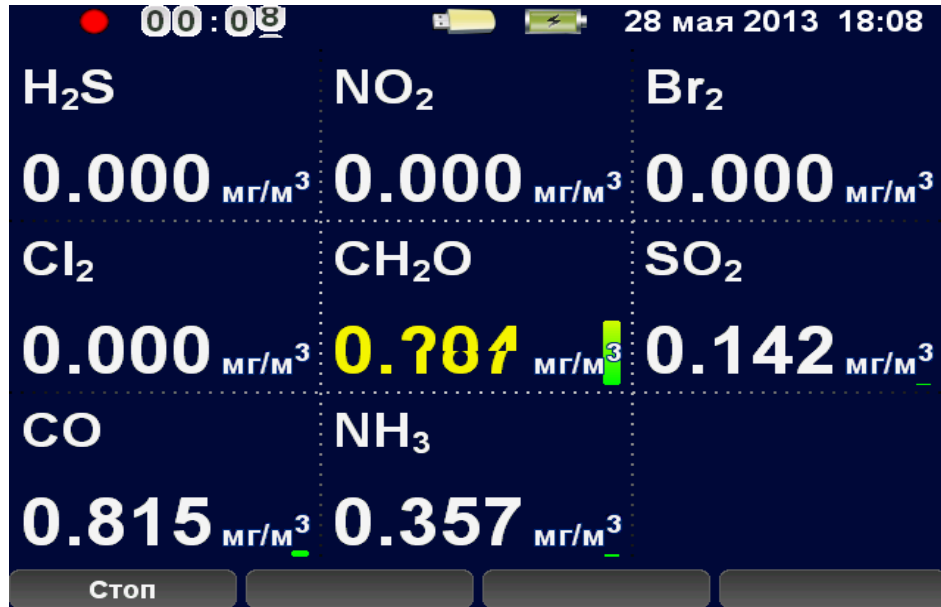 00:08 28 мая 2013 18:08
H₂S NO₂ Br₂
0.000 мг/м³ 0.000 мг/м³ 0.000 мг/м³
Cl₂ CH₂O SO₂
0.000 мг/м³ мг/м³ 0.142 мг/м³
CO NH₃
0.815 мг/м³ 0.357 мг/м³
Стоп